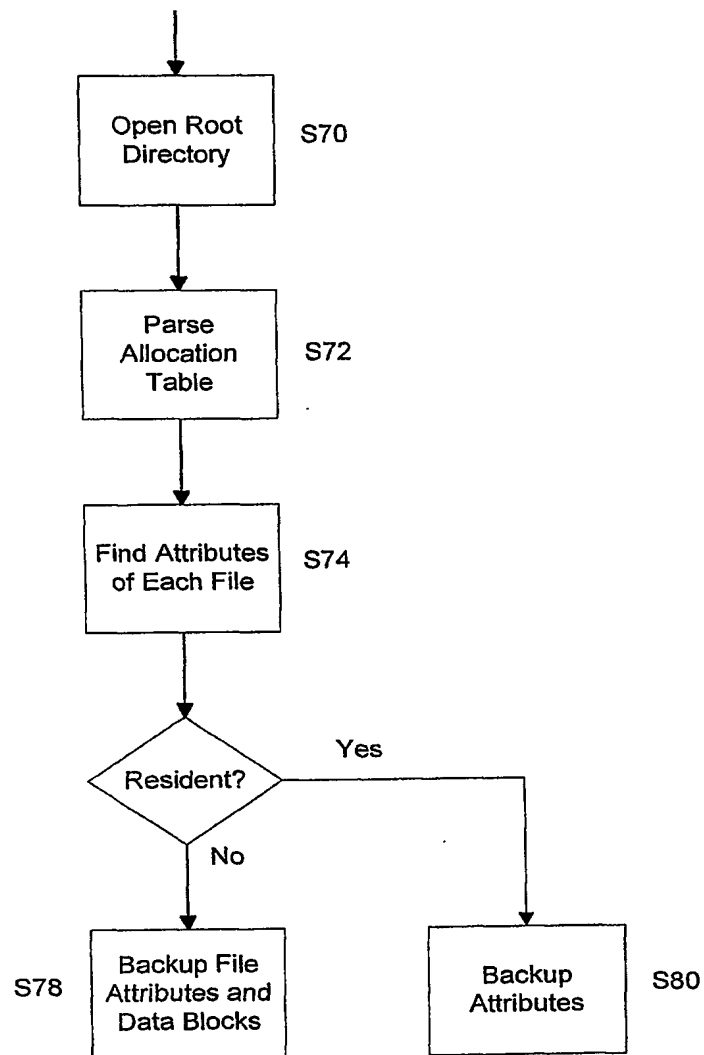 Open Root
Directory
S70
Parse
Allocation
Table
S72
Find Attributes
of Each File
S74
Resident?
Yes
No
S78
Backup File
Attributes and
Data Blocks
Backup
Attributes
S80